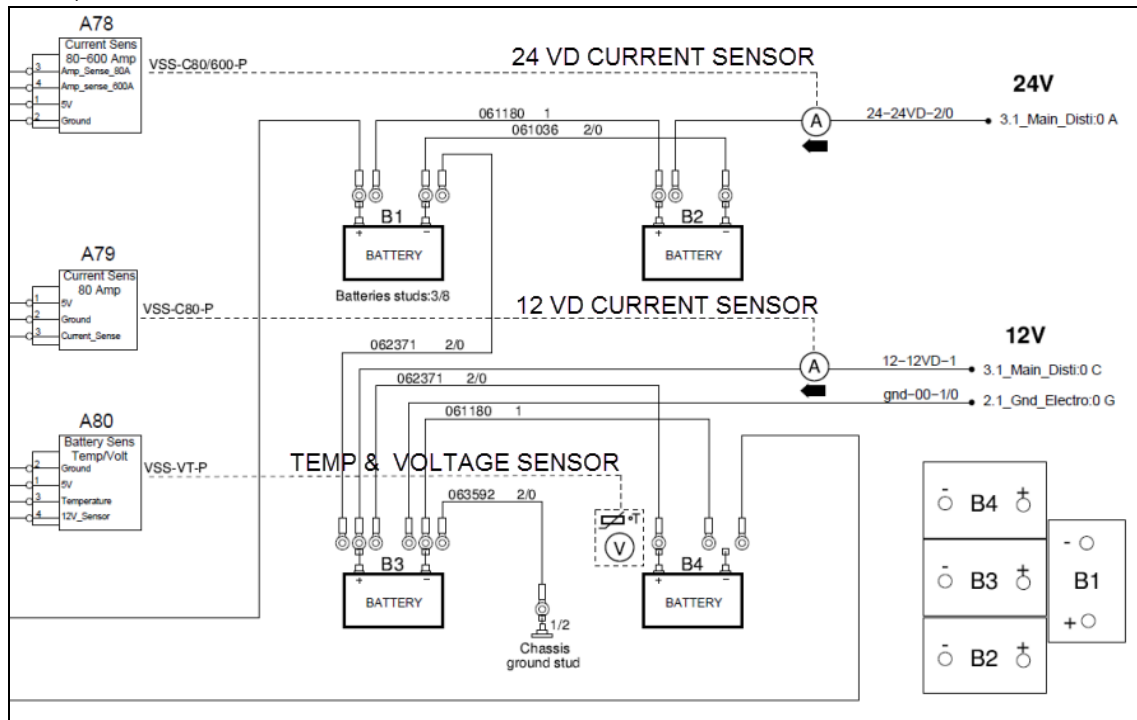 A78
Current Sens
80-600 Amp
3 Amp_Sense_80A
4 Amp_sense_600A
1 5V
2 Ground
VSS-C80/600-P
24 VD CURRENT SENSOR
24V
A
24-24VD-2/0
3.1_Main_Disti:0 A
061180 1
061036 2/0
B1
+ -
BATTERY
B2
+ -
BATTERY
Batteries studs:3/8
A79
Current Sens
80 Amp
1 5V
2 Ground
3 Current_Sense
VSS-C80-P
12 VD CURRENT SENSOR
12V
A
12-12VD-1
3.1_Main_Disti:0 C
gnd-00-1/0
2.1_Gnd_Electro:0 G
062371 2/0
062371 2/0
061180 1
A80
Battery Sens
Temp/Volt
2 Ground
1 5V
3 Temperature
4 12V_Sensor
VSS-VT-P
TEMP & VOLTAGE SENSOR
063592 2/0
°T
V
B3
+ -
BATTERY
B4
+ -
BATTERY
1/2
Chassis
ground stud
- B4 +
- B3 +
- B2 +
-
B1
+